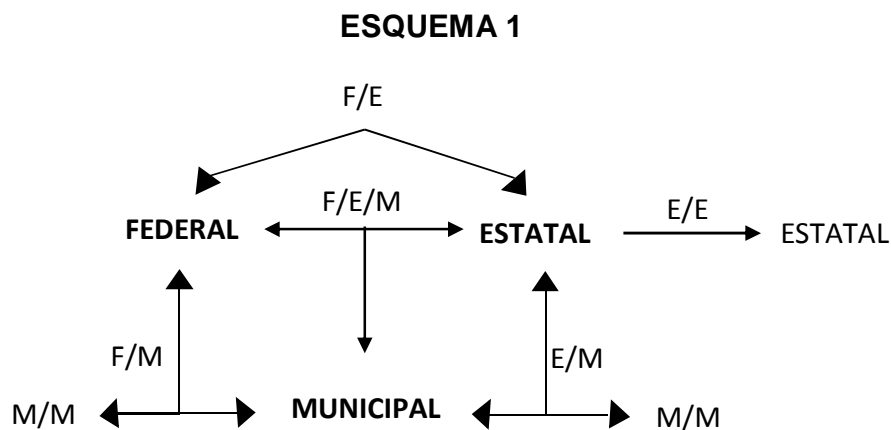 ESQUEMA 1
F/E
F/E/M
E/E
FEDERAL
ESTATAL
ESTATAL
F/M
E/M
M/M
MUNICIPAL
M/M